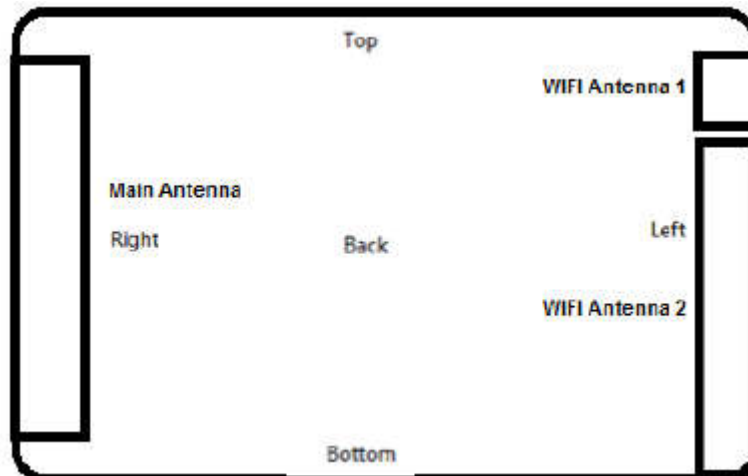 Top
WIFI Antenna 1
Main Antenna
Right
Back
Left
WIFI Antenna 2
Bottom